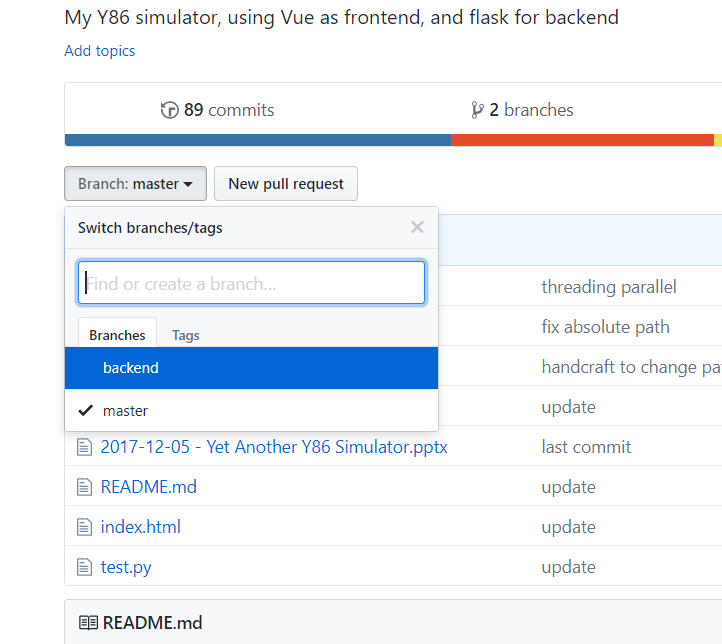 My Y86 simulator, using Vue as frontend, and flask for backend
Add topics
89 commits
2 branches
Branch: master
New pull request
Switch branches/tags
Find or create a branch...
Branches
Tags
backend
master
threading parallel
fix absolute path
handcraft to change
update
2017-12-05 - Yet Another Y86 Simulator.pptx
last commit
README.md
update
index.html
update
test.py
update
README.md